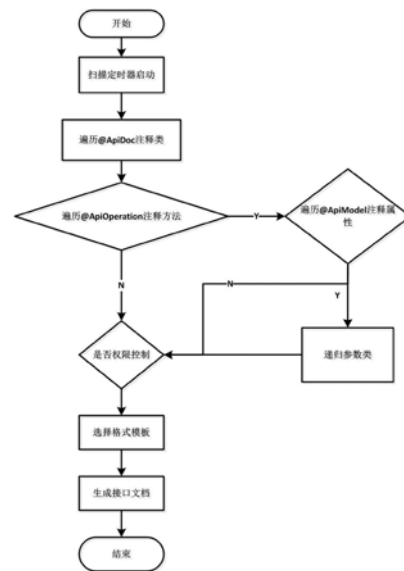 开始
扫描定时器启动
遍历@ApiDoc注释类
遍历@ApiOperation注释方法
Y
遍历@ApiModel注释属
性
N
N
Y
是否权限控制
递归参数类
选择格式模板
生成接口文档
结束